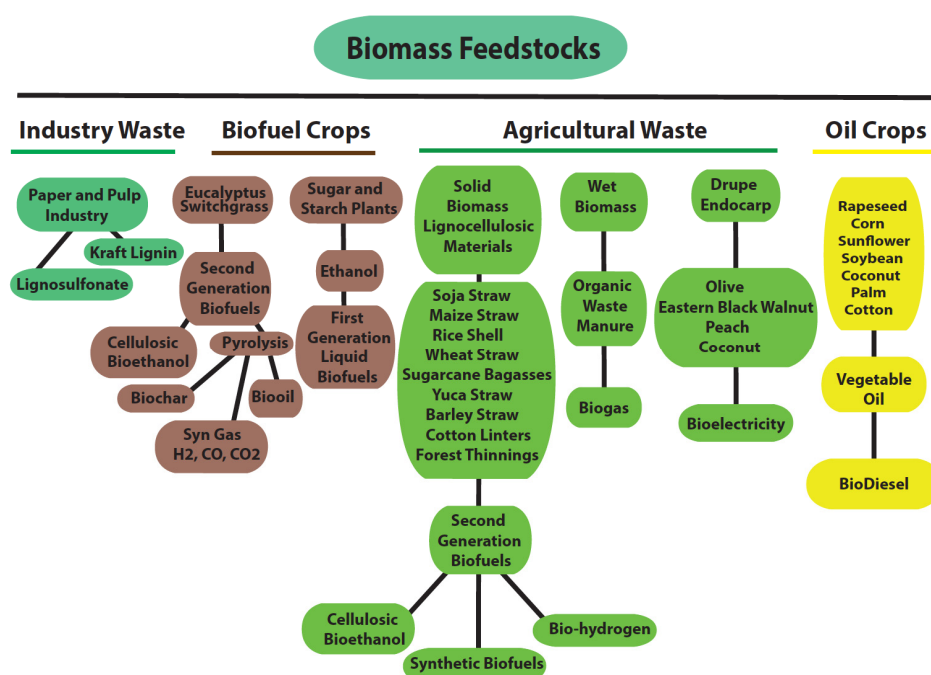 Biomass Feedstocks
Industry Waste
Biofuel Crops
Agricultural Waste
Oil Crops
Paper and Pulp
Industry
Kraft Lignin
Lignosulfonate
Eucalyptus
Switchgrass
Second
Generation
Biofuels
Cellulosic
Bioethanol
Pyrolysis
Biochar
Biooil
Syn Gas
H2, CO, CO2
Sugar and
Starch Plants
Ethanol
First
Generation
Liquid
Biofuels
Solid
Biomass
Lignocellulosic
Materials
Soja Straw
Maize Straw
Rice Shell
Wheat Straw
Sugarcane Bagasses
Yuca Straw
Barley Straw
Cotton Linters
Forest Thinnings
Second
Generation
Biofuels
Cellulosic
Bioethanol
Synthetic Biofuels
Bio-hydrogen
Wet
Biomass
Organic
Waste
Manure
Biogas
Drupe
Endocarp
Olive
Eastern Black Walnut
Peach
Coconut
Bioelectricity
Rapeseed
Corn
Sunflower
Soybean
Coconut
Palm
Cotton
Vegetable
Oil
BioDiesel